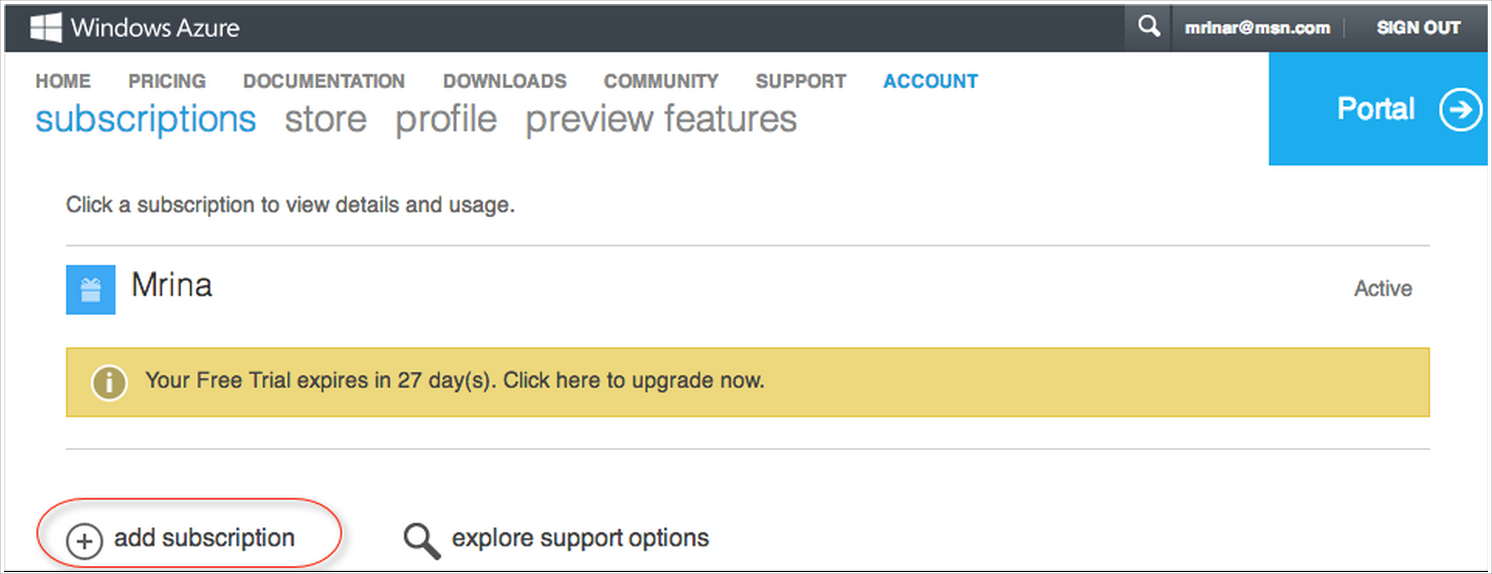 Windows Azure mrinar@msn.com SIGN OUT
HOME PRICING DOCUMENTATION DOWNLOADS COMMUNITY SUPPORT ACCOUNT
subscriptions store profile preview features
Portal
Click a subscription to view details and usage.
Mrina Active
Your Free Trial expires in 27 day(s). Click here to upgrade now.
add subscription explore support options